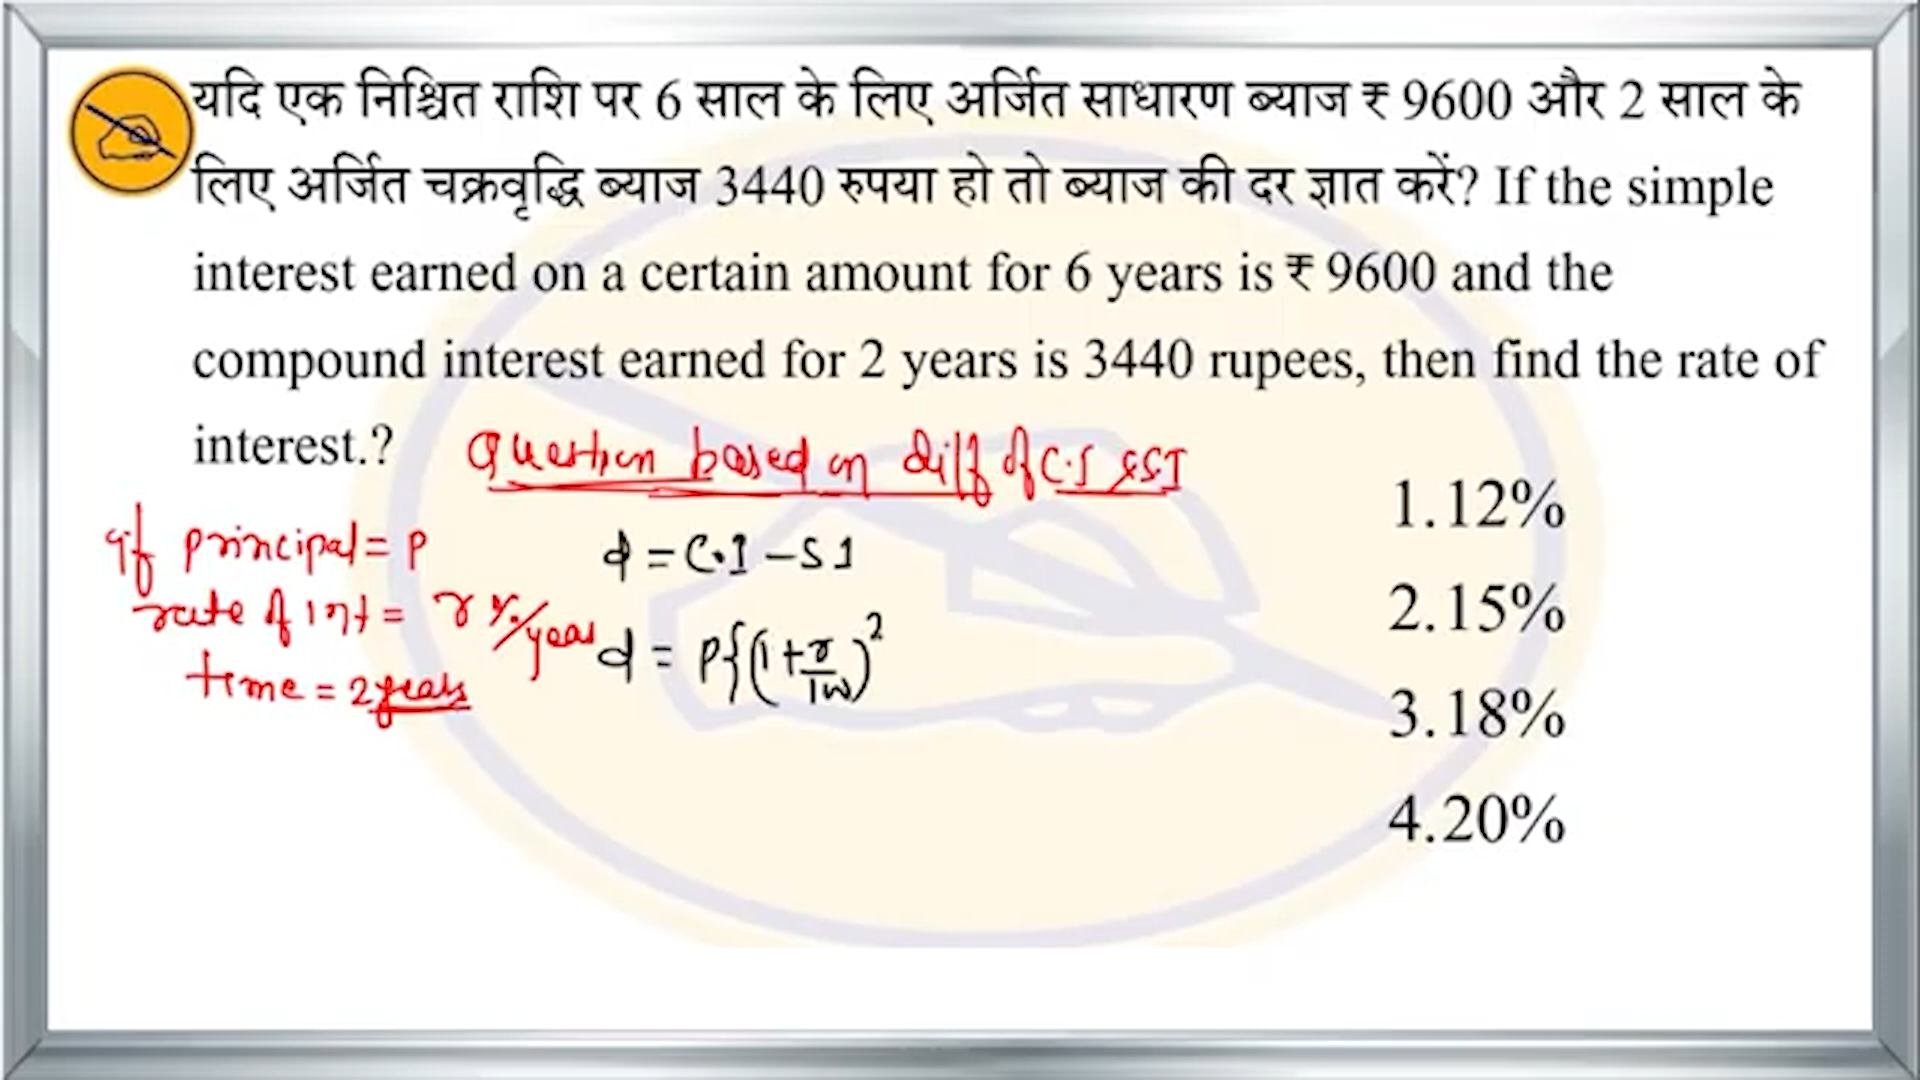 यदि एक निश्चित राशि पर 6 साल के लिए अर्जित साधारण ब्याज ₹ 9600 और 2 साल के
लिए अर्जित चक्रवृद्धि ब्याज 3440 रुपया हो तो ब्याज की दर ज्ञात करें? If the simple
interest earned on a certain amount for 6 years is ₹ 9600 and the
compound interest earned for 2 years is 3440 rupees, then find the rate of
interest.?
Question based on diff of C.I & SI
1.12%
2.15%
3.18%
4.20%
If principal = P
rate of int = r %/year
time = 2 years
d = C.I - SI
d = P{(1+r/100)²